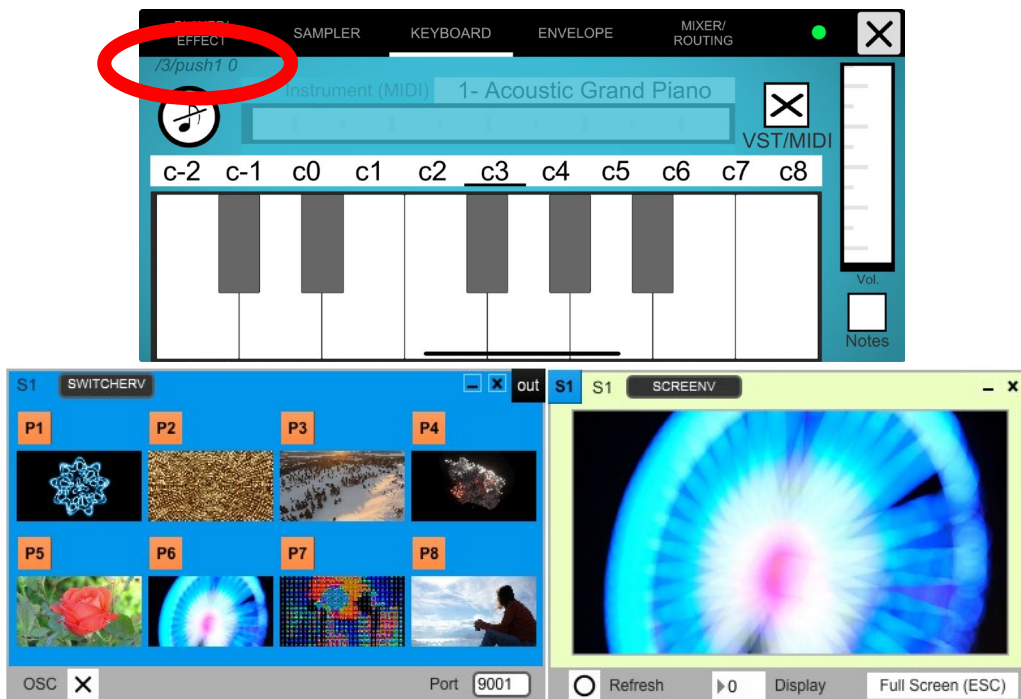 EFFECT
SAMPLER
KEYBOARD
ENVELOPE
MIXER/
ROUTING
/3/push1 0
Instrument (MIDI)
1- Acoustic Grand Piano
VST/MIDI
c-2 c-1 c0 c1 c2 c3 c4 c5 c6 c7 c8
Vol.
Notes
S1 SWITCHERV out
P1 P2 P3 P4
P5 P6 P7 P8
OSC Port 9001
S1 S1 SCREENV
Refresh 0 Display Full Screen (ESC)